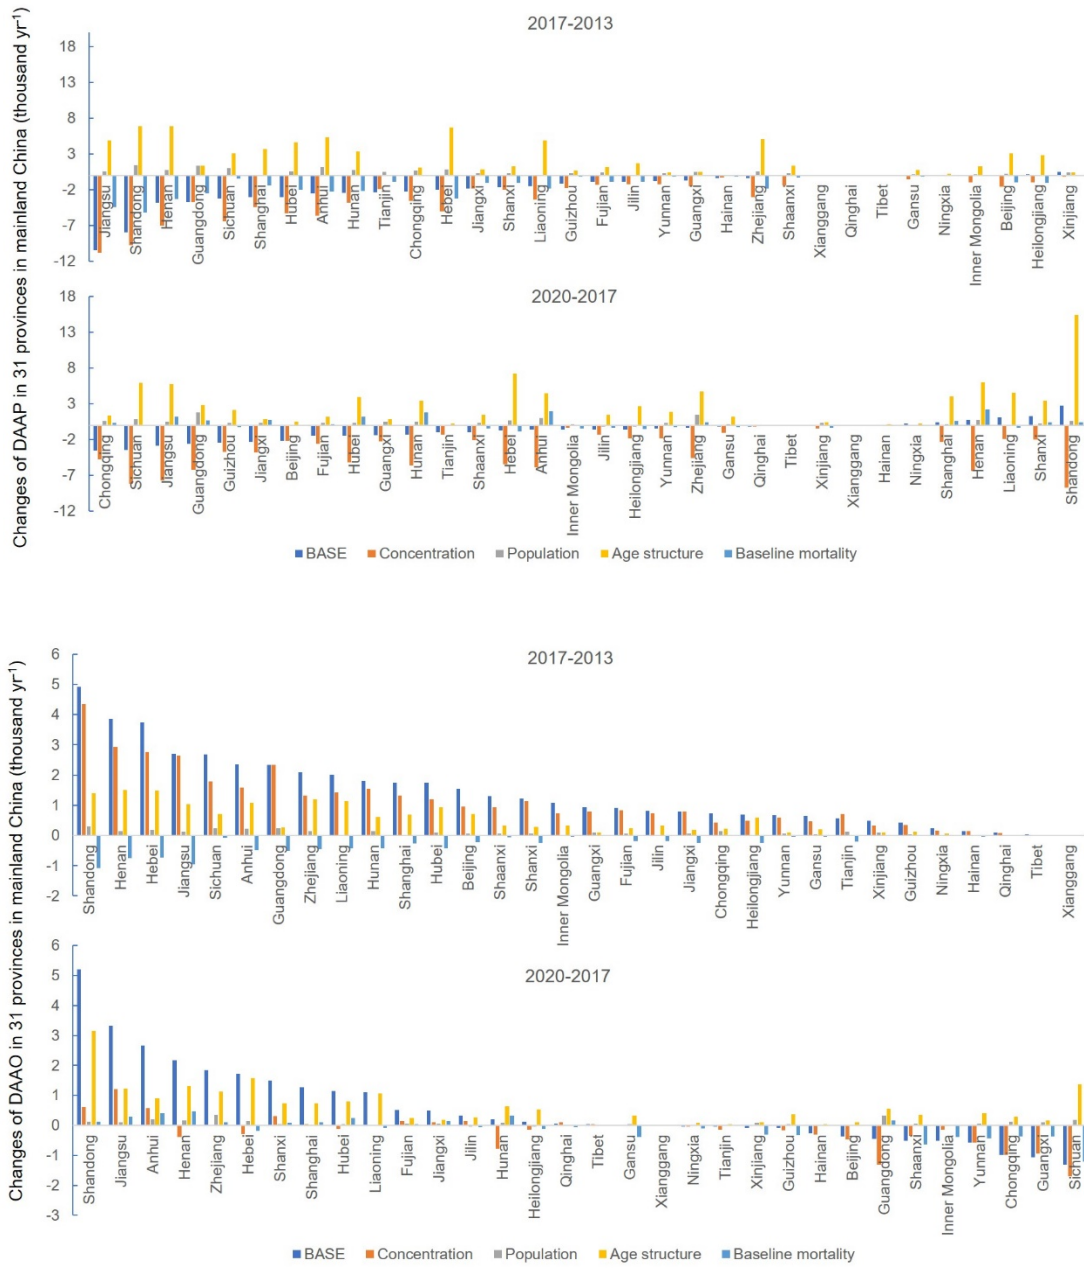 Changes of DAAP in 31 provinces in mainland China (thousand yr⁻¹)
2017-2013
18
13
8
3
-2
-7
-12
Jiangsu
Shandong
Henan
Guangdong
Sichuan
Shanghai
Hubei
Anhui
Hunan
Tianjin
Chongqing
Hebei
Jiangxi
Shanxi
Liaoning
Guizhou
Fujian
Jilin
Yunnan
Guangxi
Hainan
Zhejiang
Shaanxi
Xianggang
Qinghai
Tibet
Gansu
Ningxia
Inner Mongolia
Beijing
Heilongjiang
Xinjiang
2020-2017
18
13
8
3
-2
-7
-12
Chongqing
Sichuan
Jiangsu
Guangdong
Guizhou
Jiangxi
Beijing
Fujian
Hubei
Guangxi
Hunan
Tianjin
Shaanxi
Hebei
Anhui
Inner Mongolia
Jilin
Heilongjiang
Yunnan
Zhejiang
Gansu
Qinghai
Tibet
Xinjiang
Xianggang
Hainan
Ningxia
Shanghai
Henan
Liaoning
Shanxi
Shandong
BASE Concentration Population Age structure Baseline mortality
Changes of DAAO in 31 provinces in mainland China (thousand yr⁻¹)
2017-2013
6
5
4
3
2
1
0
-1
-2
Shandong
Henan
Hebei
Jiangsu
Sichuan
Anhui
Guangdong
Zhejiang
Liaoning
Hunan
Shanghai
Hubei
Beijing
Shaanxi
Shanxi
Inner Mongolia
Guangxi
Fujian
Jilin
Jiangxi
Chongqing
Heilongjiang
Yunnan
Gansu
Tianjin
Xinjiang
Guizhou
Ningxia
Hainan
Qinghai
Tibet
Xianggang
2020-2017
6
5
4
3
2
1
0
-1
-2
-3
Shandong
Jiangsu
Anhui
Henan
Zhejiang
Hebei
Shanxi
Shanghai
Hubei
Liaoning
Fujian
Jiangxi
Jilin
Hunan
Heilongjiang
Qinghai
Tibet
Gansu
Xianggang
Ningxia
Tianjin
Xinjiang
Guizhou
Hainan
Beijing
Guangdong
Shaanxi
Inner Mongolia
Yunnan
Chongqing
Guangxi
Sichuan
BASE Concentration Population Age structure Baseline mortality